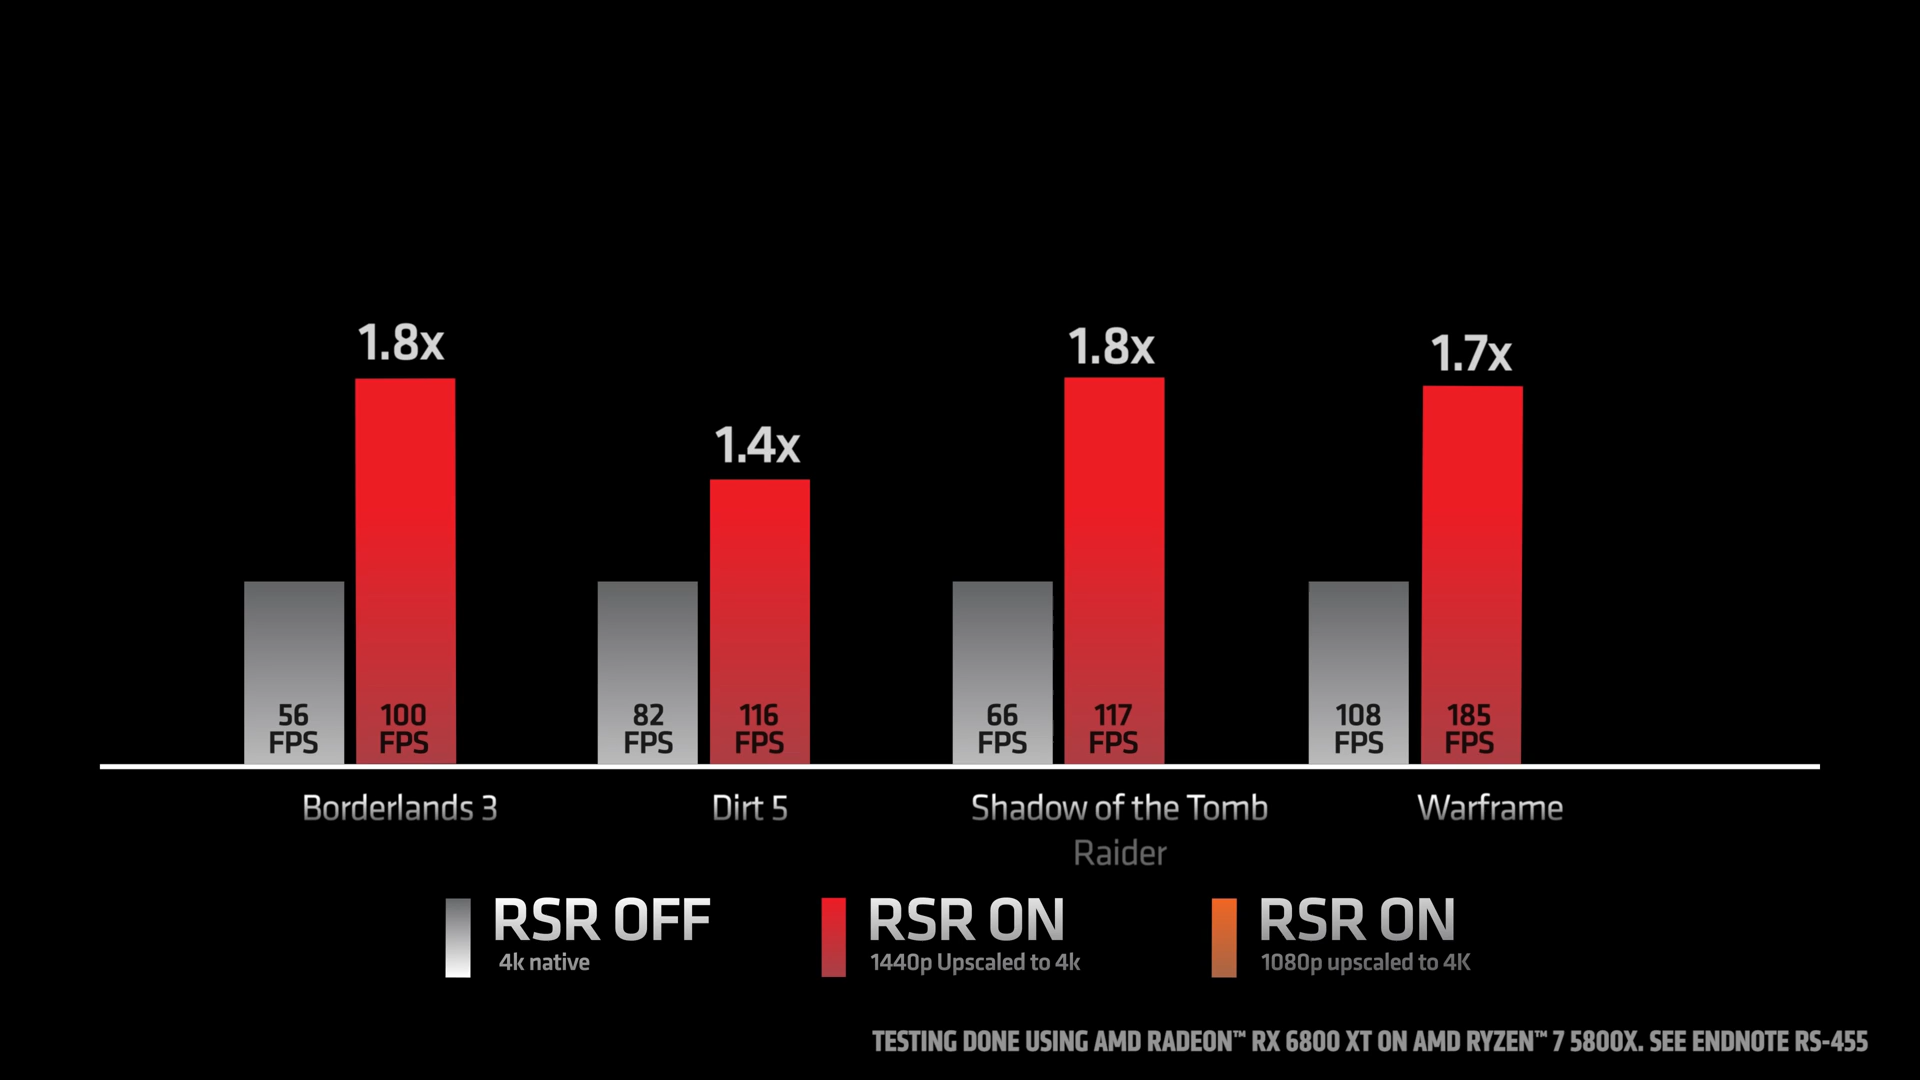 1.8x
1.4x
1.8x
1.7x
56
FPS
100
FPS
82
FPS
116
FPS
66
FPS
117
FPS
108
FPS
185
FPS
Borderlands 3
Dirt 5
Shadow of the Tomb
Raider
Warframe
RSR OFF
4k native
RSR ON
1440p Upscaled to 4k
RSR ON
1080p upscaled to 4K
TESTING DONE USING AMD RADEON™ RX 6800 XT ON AMD RYZEN™ 7 5800X. SEE ENDNOTE RS-455